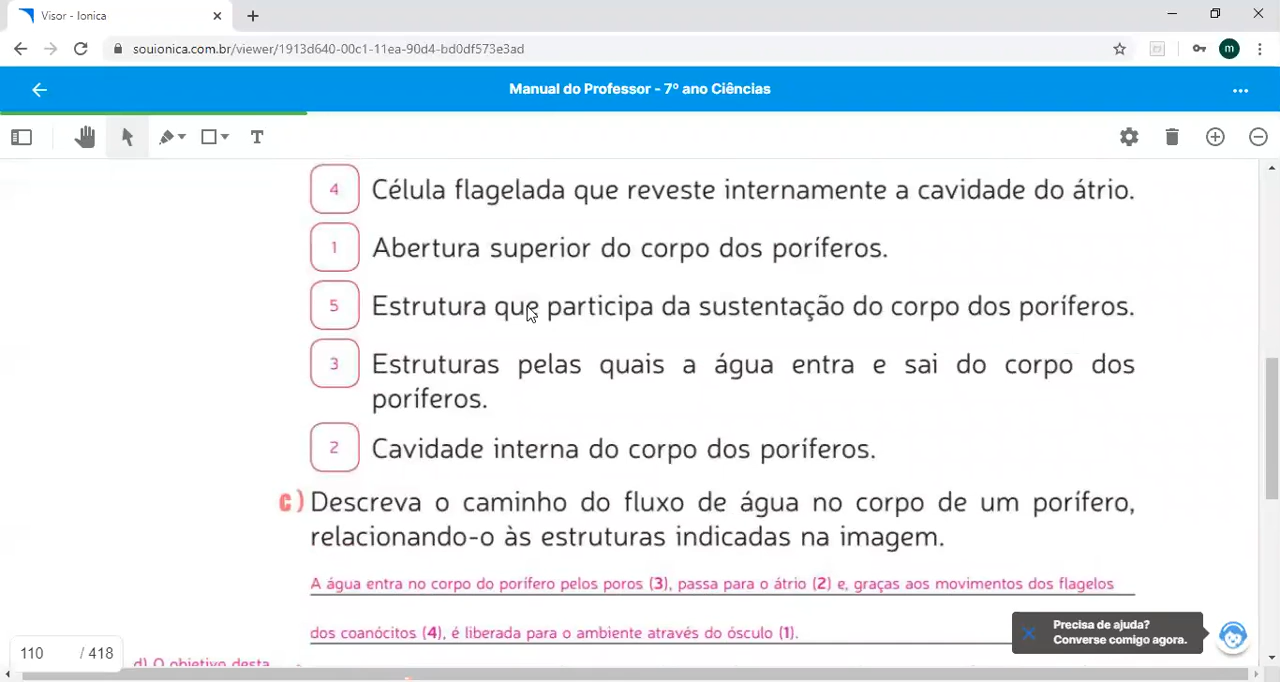 Visor - Ionica
souionica.com.br/viewer/1913d640-00c1-11ea-90d4-bd0df573e3ad
m
Manual do Professor - 7º ano Ciências
T
4 Célula flagelada que reveste internamente a cavidade do átrio.
1 Abertura superior do corpo dos poríferos.
5 Estrutura que participa da sustentação do corpo dos poríferos.
3 Estruturas pelas quais a água entra e sai do corpo dos
poríferos.
2 Cavidade interna do corpo dos poríferos.
c) Descreva o caminho do fluxo de água no corpo de um porífero,
relacionando-o às estruturas indicadas na imagem.
A água entra no corpo do porífero pelos poros (3), passa para o átrio (2) e, graças aos movimentos dos flagelos
dos coanócitos (4), é liberada para o ambiente através do ósculo (1).
Precisa de ajuda?
Converse comigo agora.
110 / 418
d) O objetivo desta